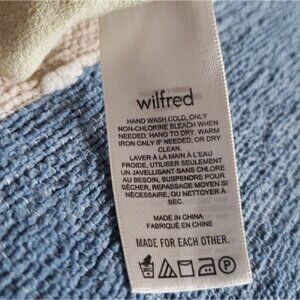 wilfred
HAND WASH COLD, ONLY
NON-CHLORINE BLEACH WHEN
NEEDED, HANG TO DRY, WARM
IRON ONLY IF NEEDED, OR DRY
CLEAN.
LAVER À LA MAIN À L'EAU
FROIDE, UTILISER SEULEMENT
UN JAVELLISANT SANS CHLORE
AU BESOIN, SUSPENDRE POUR
SÉCHER, REPASSAGE MOYEN SI
NÉCESSAIRE, OU NETTOYER À
SEC.
MADE IN CHINA
FABRIQUÉ EN CHINE
MADE FOR EACH OTHER.
P